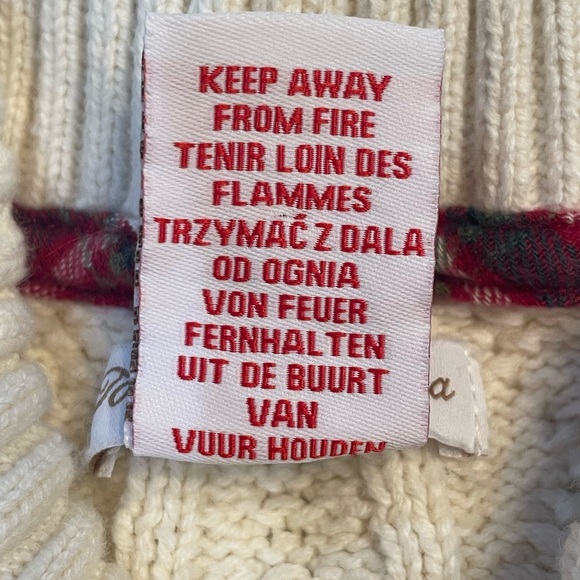 KEEP AWAY
FROM FIRE
TENIR LOIN DES
FLAMMES
TRZYMAĆ Z DALA
OD OGNIA
VON FEUER
FERNHALTEN
UIT DE BUURT
VAN
VUUR HOUDEN